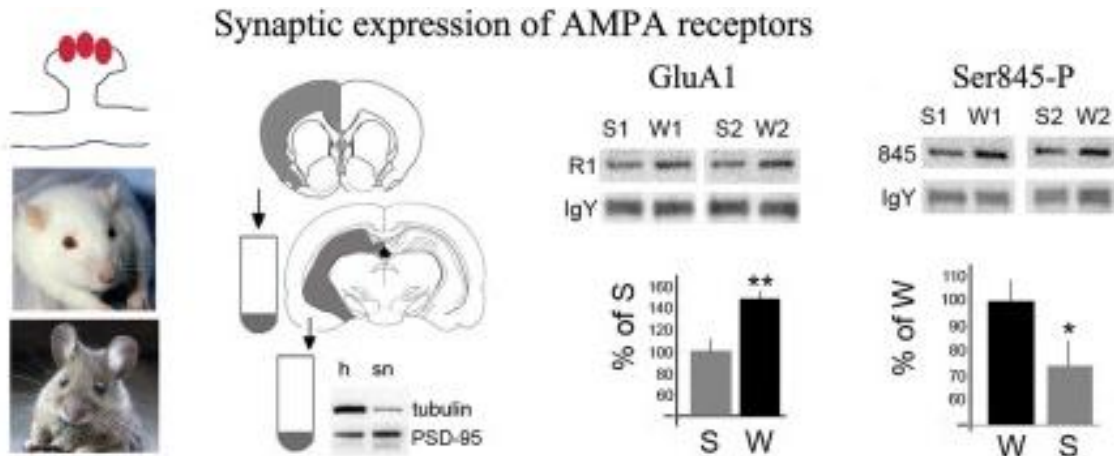 Synaptic expression of AMPA receptors
GluA1
S1 W1 S2 W2
R1
IgY
Ser845-P
S1 W1 S2 W2
845
IgY
h sn
tubulin
PSD-95
% of S
160
140
120
100
80
60
**
S W
% of W
110
100
90
80
70
60
*
W S